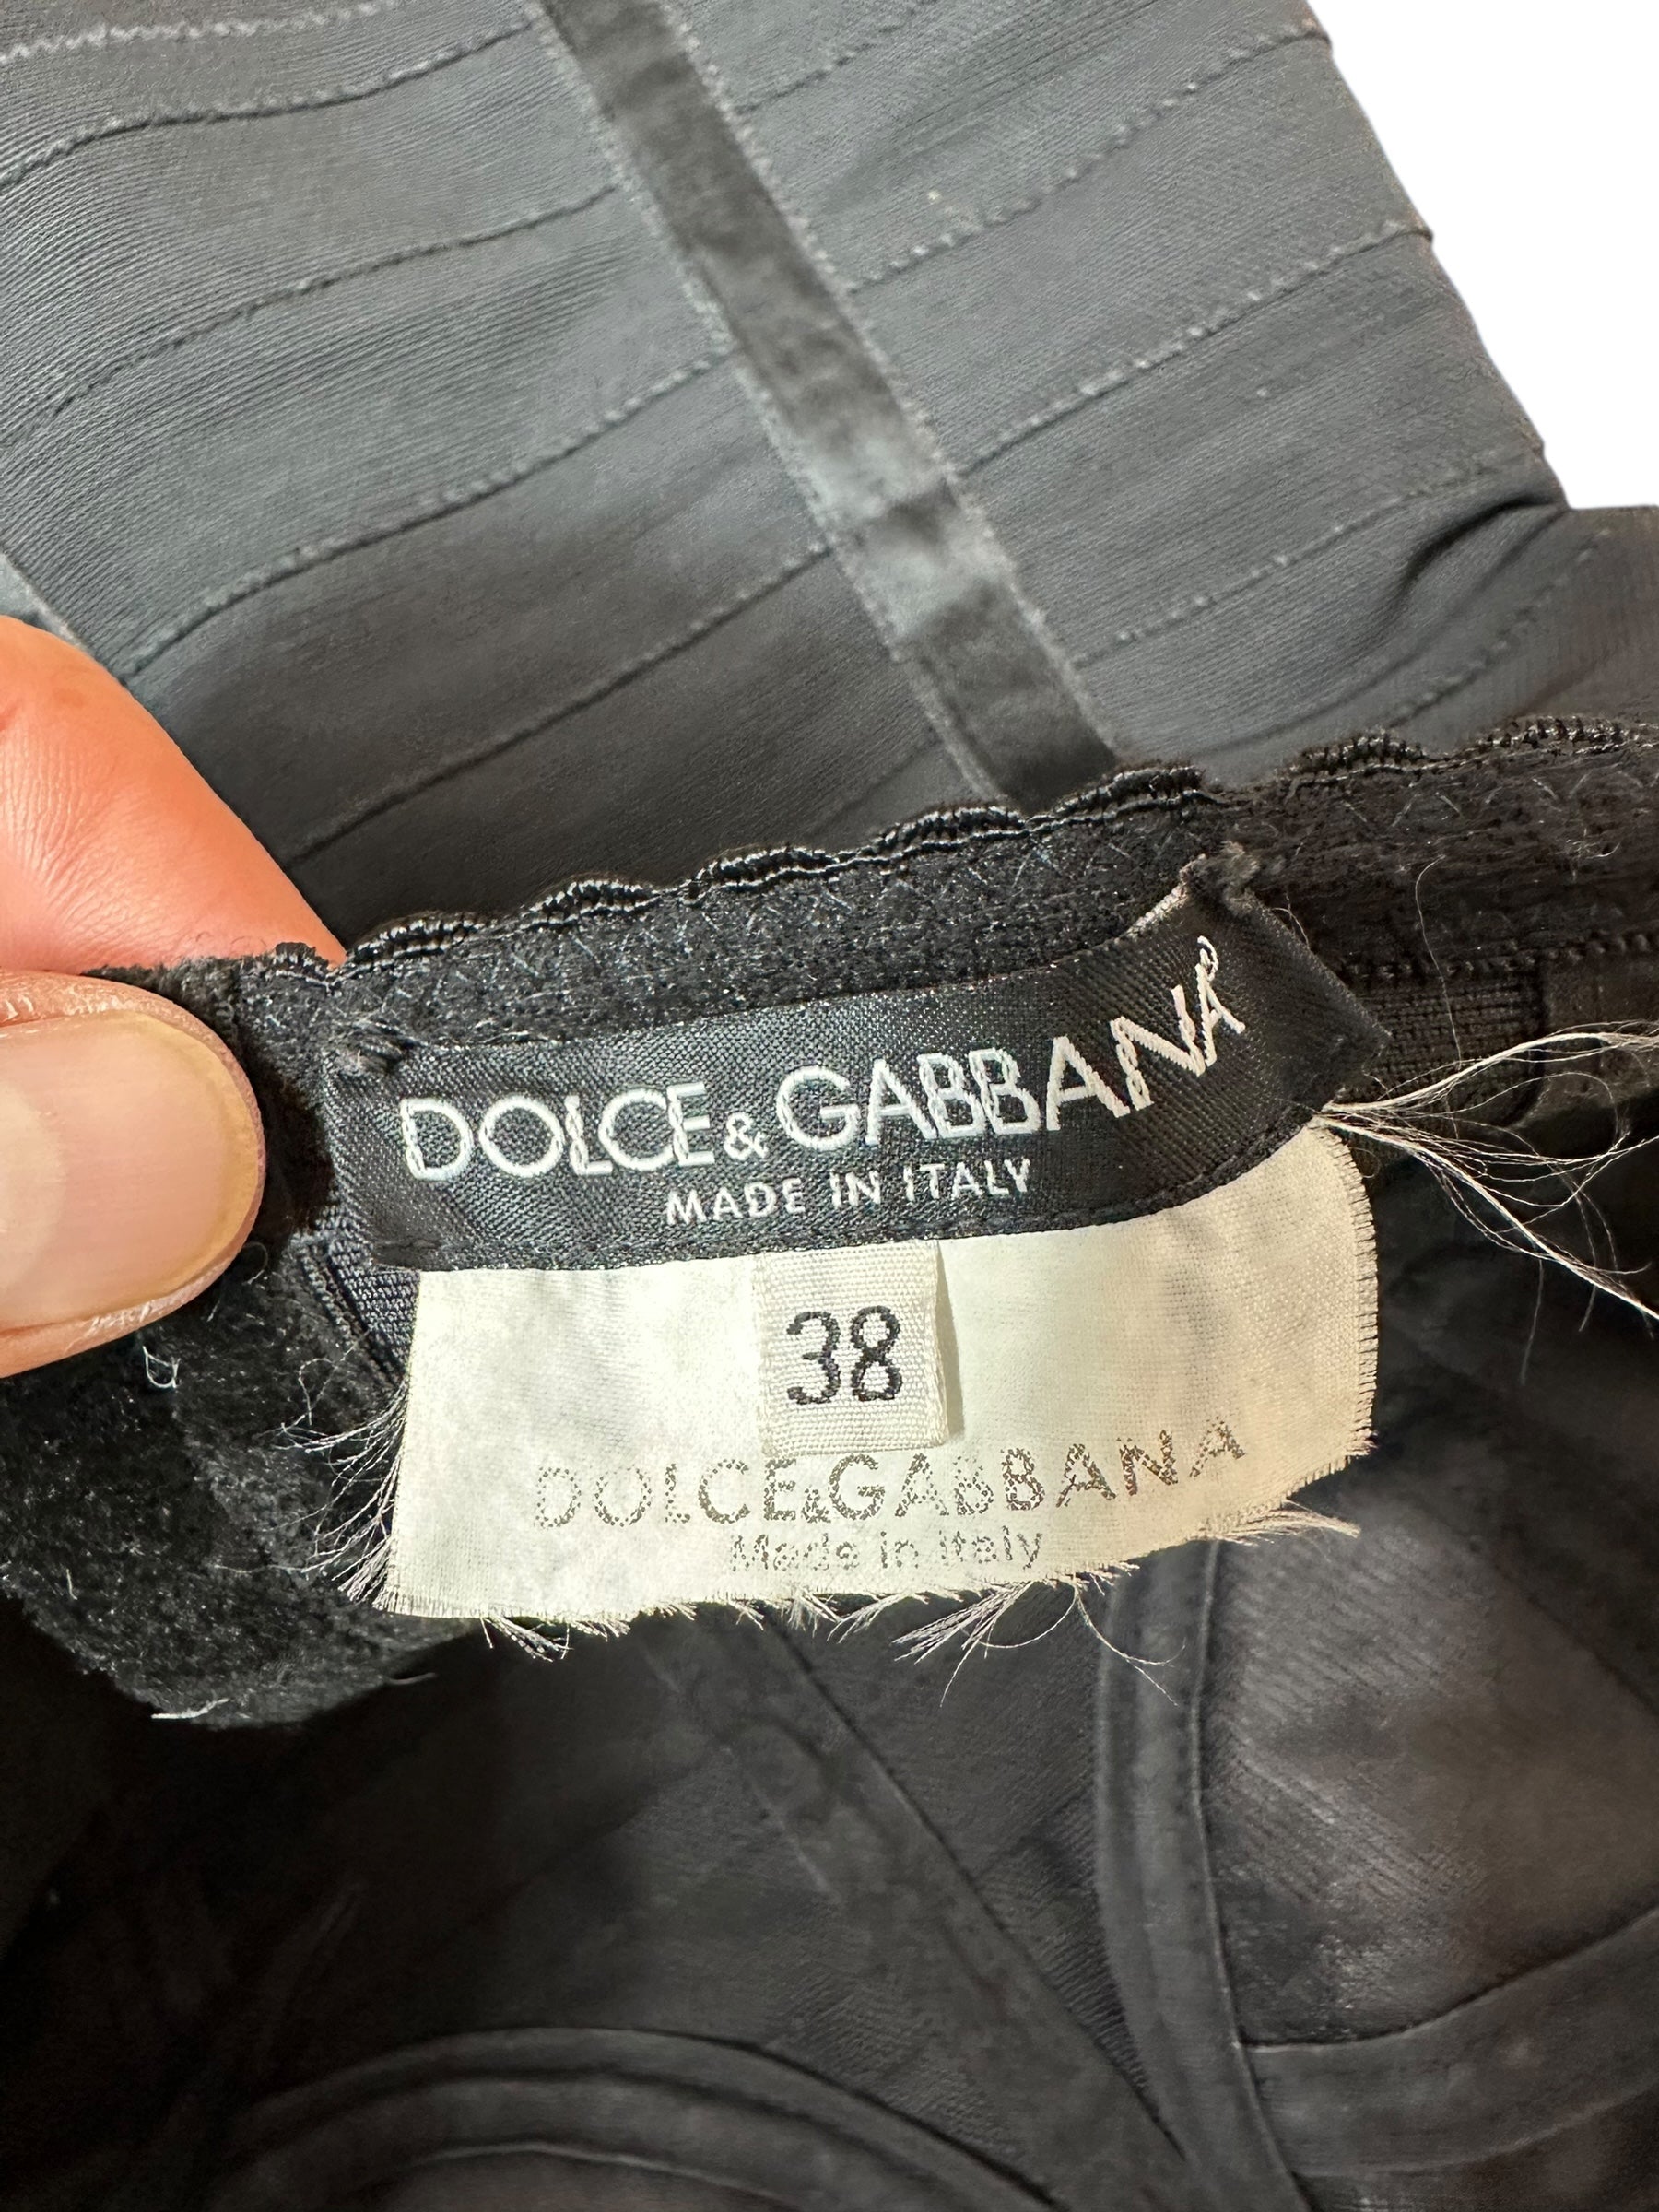 DOLCE & GABBANA
MADE IN ITALY
38
DOLCE&GABBANA
Made in Italy